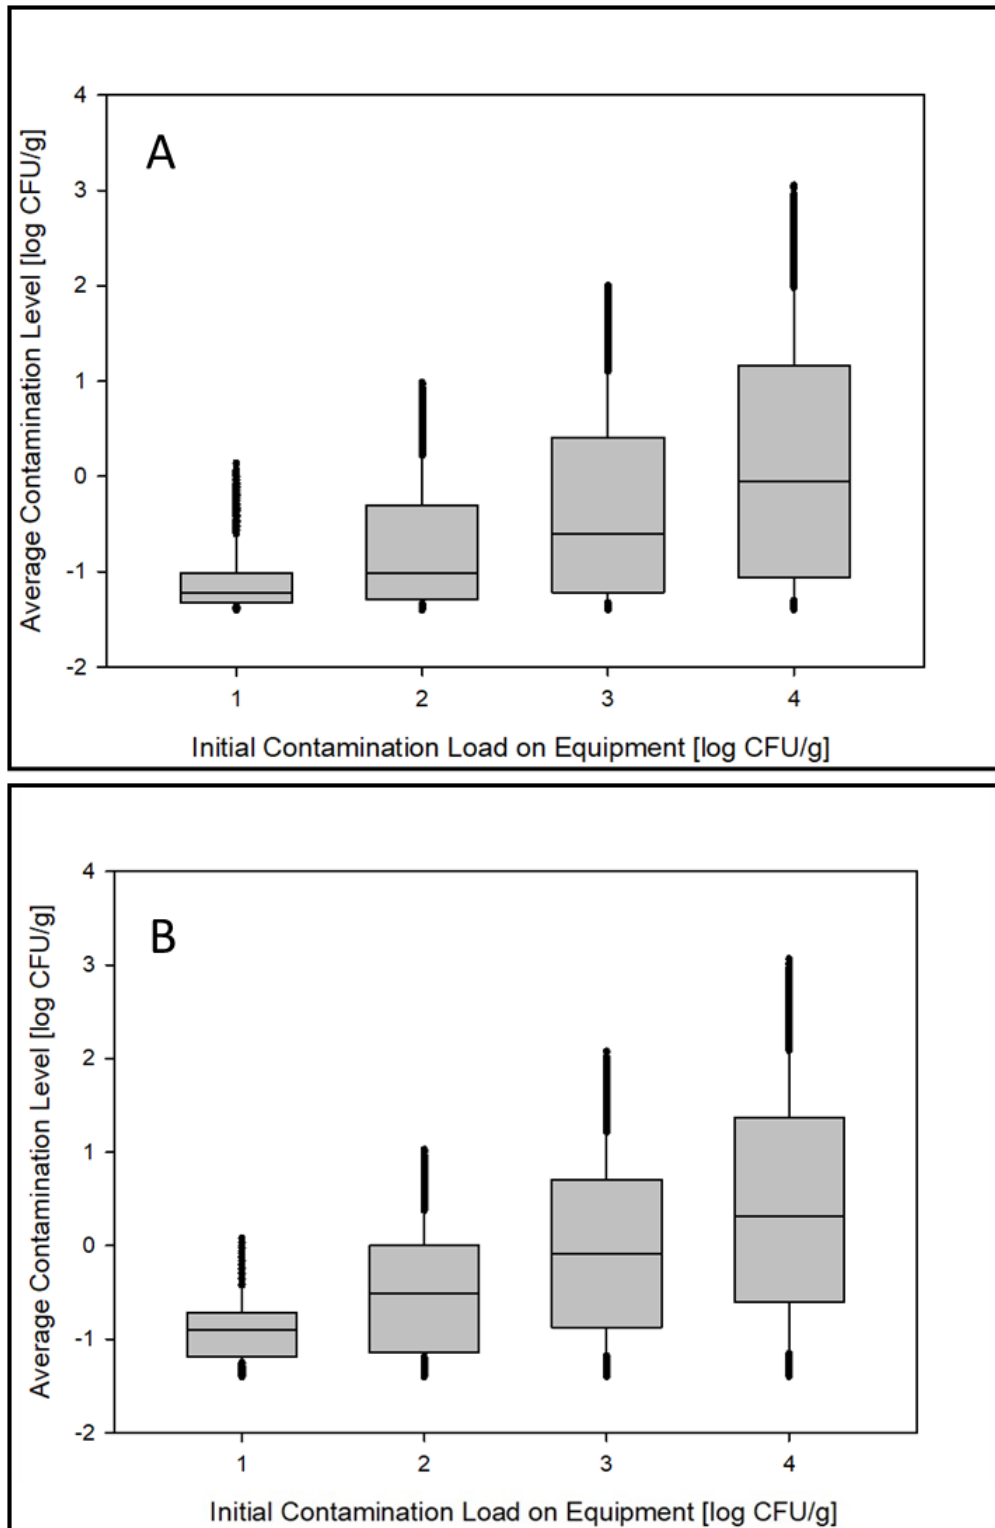 A
Average Contamination Level [log CFU/g]
4
3
2
1
0
-1
-2
1 2 3 4
Initial Contamination Load on Equipment [log CFU/g]
B
Average Contamination Level [log CFU/g]
4
3
2
1
0
-1
-2
1 2 3 4
Initial Contamination Load on Equipment [log CFU/g]